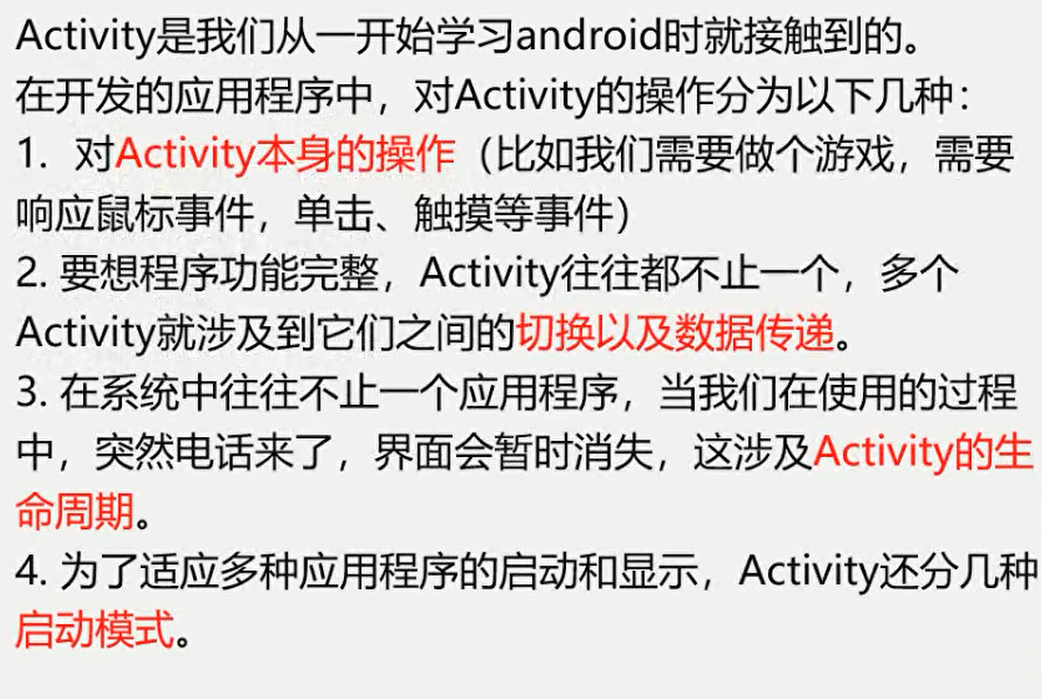 Activity是我们从一开始学习android时就接触到的。
在开发的应用程序中，对Activity的操作分为以下几种：
1. 对Activity本身的操作（比如我们需要做个游戏，需要
响应鼠标事件，单击、触摸等事件）
2. 要想程序功能完整，Activity往往都不止一个，多个
Activity就涉及到它们之间的切换以及数据传递。
3. 在系统中往往不止一个应用程序，当我们在使用的过程
中，突然电话来了，界面会暂时消失，这涉及Activity的生
命周期。
4. 为了适应多种应用程序的启动和显示，Activity还分几种
启动模式。